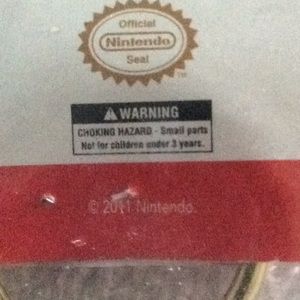 Official
Nintendo
Seal
TM
⚠ WARNING
CHOKING HAZARD - Small parts
Not for children under 3 years.
© 2011 Nintendo.